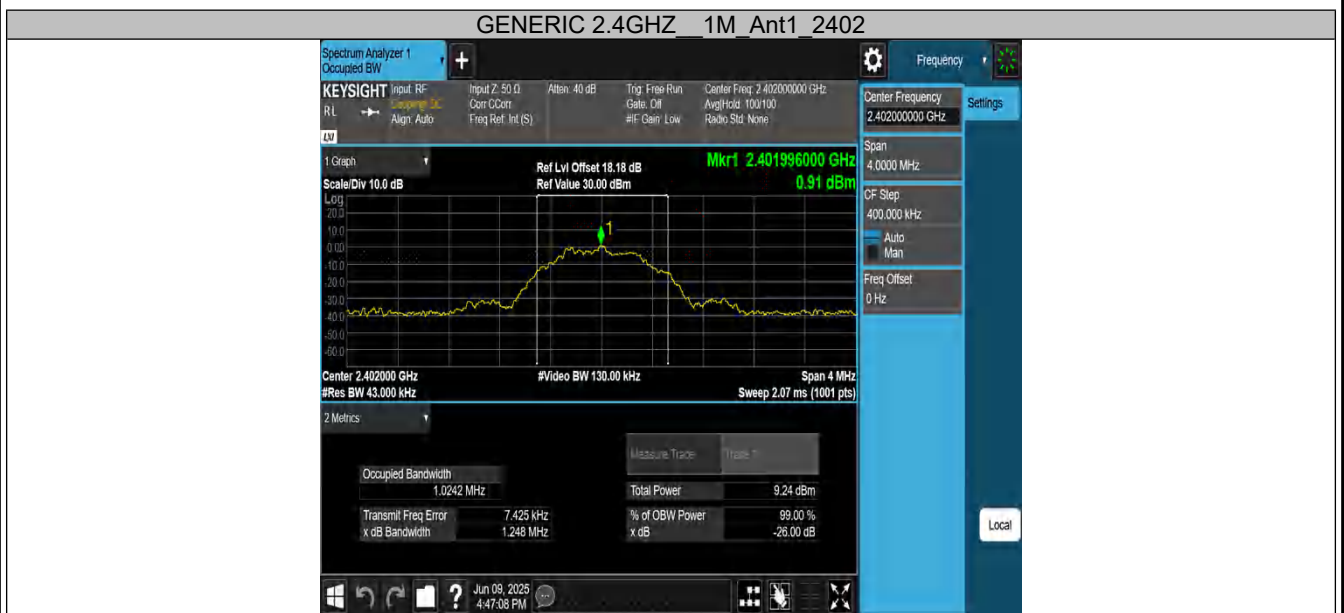 GENERIC 2.4GHZ__1M_Ant1_2402
Spectrum Analyzer 1
Occupied BW
+
Frequency
KEYSIGHT
RL
LXI
Input: RF
Coupling: DC
Align: Auto
Input Z: 50 Ω
Corr CCorr
Freq Ref: Int (S)
Atten: 40 dB
Trig: Free Run
Gate: Off
#IF Gain: Low
Center Freq: 2.402000000 GHz
Avg|Hold: 100/100
Radio Std: None
Center Frequency
2.402000000 GHz
Settings
Span
4.0000 MHz
CF Step
400.000 kHz
Auto
Man
Freq Offset
0 Hz
Local
1 Graph
Scale/Div 10.0 dB
Ref Lvl Offset 18.18 dB
Ref Value 30.00 dBm
Mkr1 2.401996000 GHz
0.91 dBm
Log
20.0
10.0
0.00
-10.0
-20.0
-30.0
-40.0
-50.0
-60.0
1
Center 2.402000 GHz
#Video BW 130.00 kHz
Span 4 MHz
#Res BW 43.000 kHz
Sweep 2.07 ms (1001 pts)
2 Metrics
Measure Trace
Trace 1
Occupied Bandwidth
1.0242 MHz
Total Power
9.24 dBm
Transmit Freq Error
7.425 kHz
% of OBW Power
99.00 %
x dB Bandwidth
1.248 MHz
x dB
-26.00 dB
?
Jun 09, 2025
4:47:08 PM